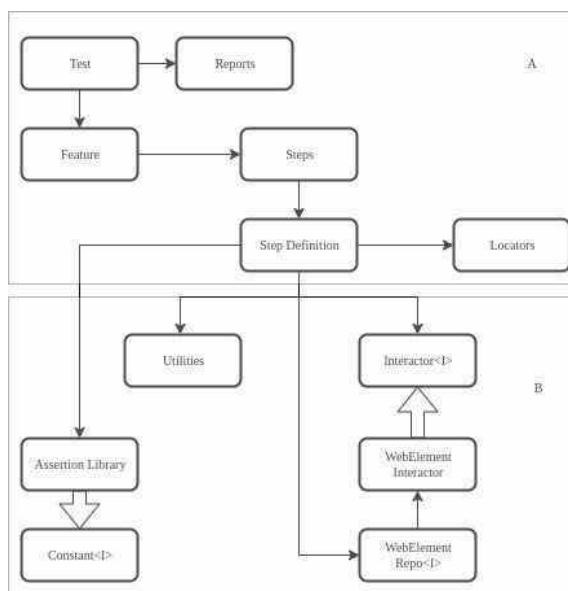 Test
Reports
A
Feature
Steps
Step Definition
Locators
Utilities
Interactor<I>
B
Assertion Library
WebElement
Interactor
Constant<I>
WebElement
Repo<I>